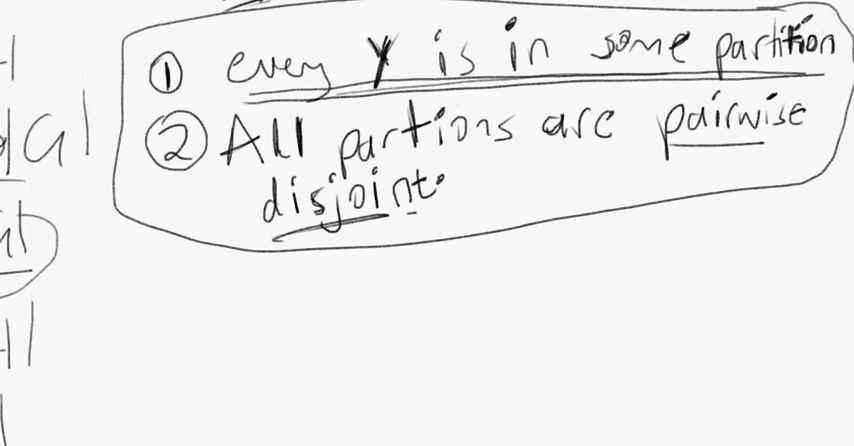 ① every y is in some partition
② All partions are pairwise
disjoint.